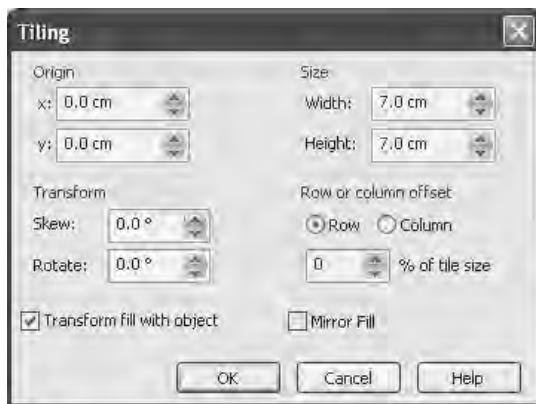 Tiling
Origin
x: 0.0 cm
y: 0.0 cm
Size
Width: 7.0 cm
Height: 7.0 cm
Transform
Skew: 0.0 °
Rotate: 0.0 °
Row or column offset
Row Column
0 % of tile size
Transform fill with object
Mirror Fill
OK Cancel Help